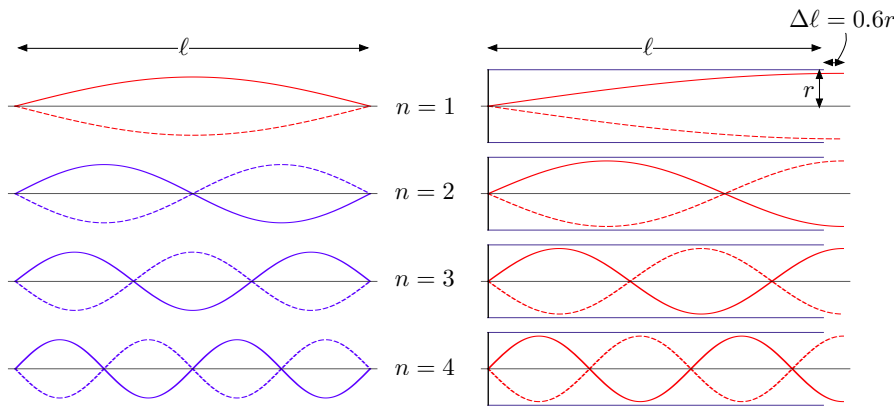 Δℓ = 0.6r
ℓ
ℓ
r
n = 1
n = 2
n = 3
n = 4